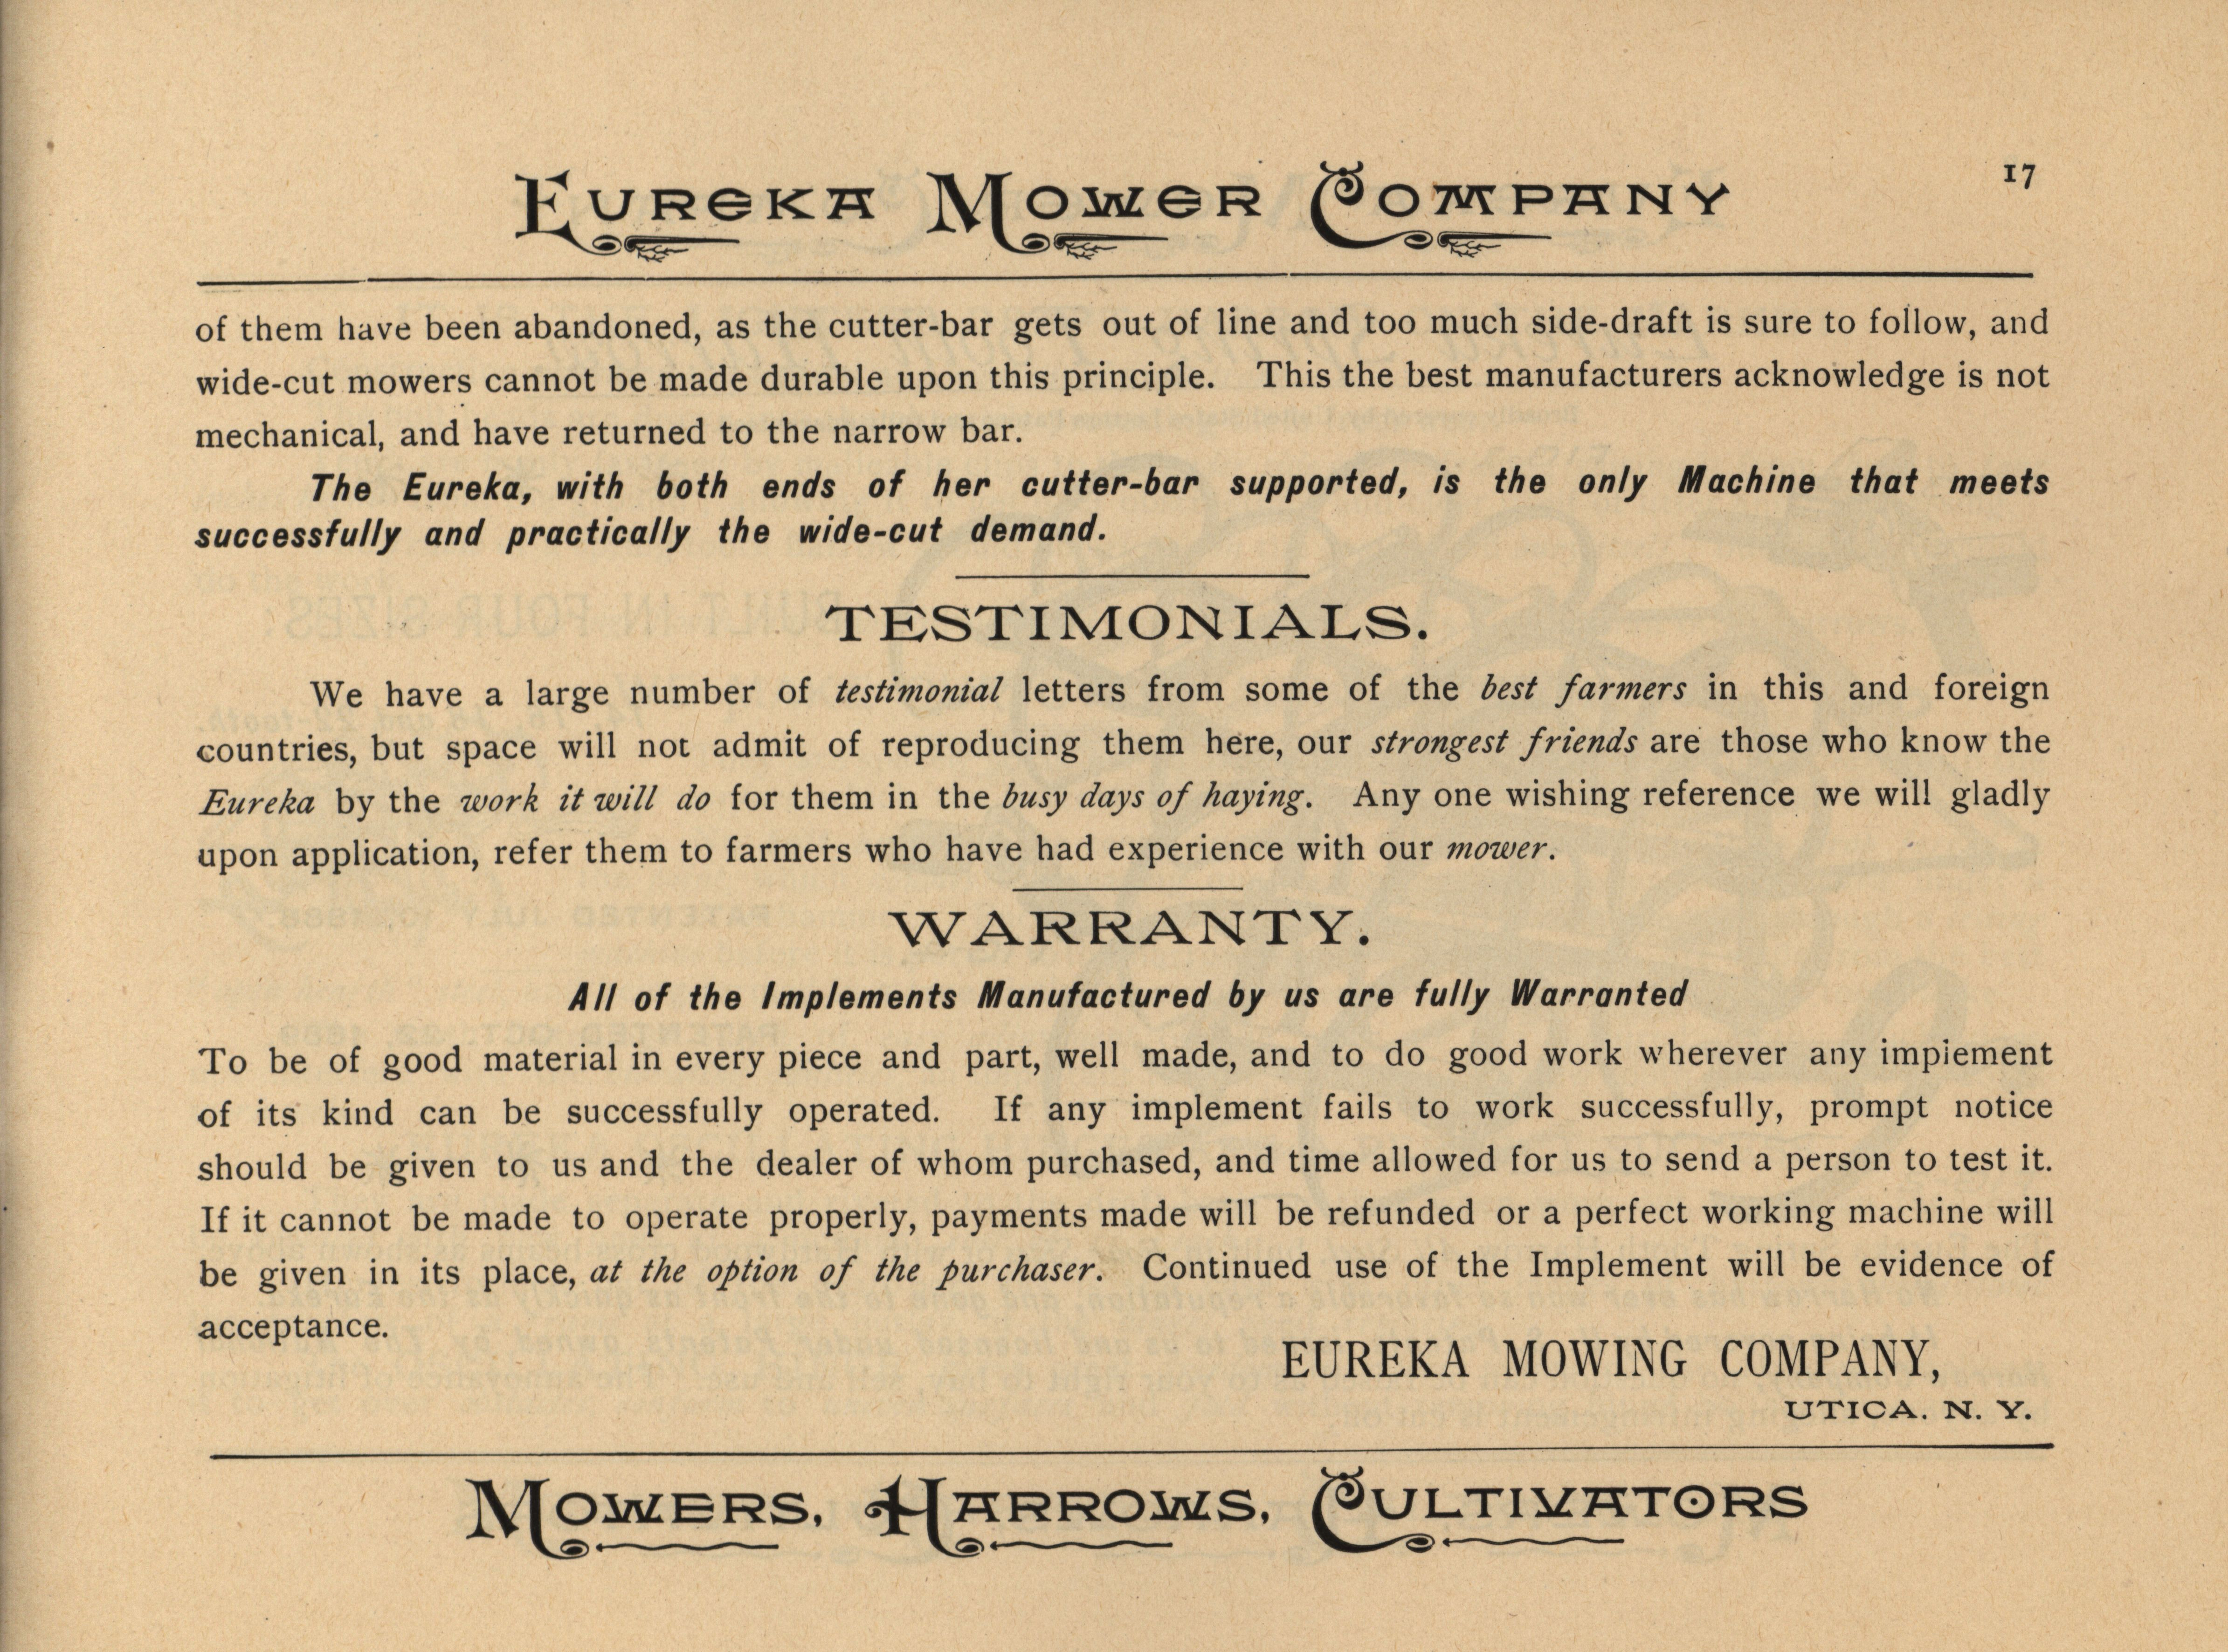 EUREKA MOWER COMPANY
17
of them have been abandoned, as the cutter-bar gets out of line and too much side-draft is sure to follow, and
wide-cut mowers cannot be made durable upon this principle. This the best manufacturers acknowledge is not
mechanical, and have returned to the narrow bar.
The Eureka, with both ends of her cutter-bar supported, is the only Machine that meets
successfully and practically the wide-cut demand.
TESTIMONIALS.
We have a large number of testimonial letters from some of the best farmers in this and foreign
countries, but space will not admit of reproducing them here, our strongest friends are those who know the
Eureka by the work it will do for them in the busy days of haying. Any one wishing reference we will gladly
upon application, refer them to farmers who have had experience with our mower.
WARRANTY.
All of the Implements Manufactured by us are fully Warranted
To be of good material in every piece and part, well made, and to do good work wherever any implement
of its kind can be successfully operated. If any implement fails to work successfully, prompt notice
should be given to us and the dealer of whom purchased, and time allowed for us to send a person to test it.
If it cannot be made to operate properly, payments made will be refunded or a perfect working machine will
be given in its place, at the option of the purchaser. Continued use of the Implement will be evidence of
acceptance.
EUREKA MOWING COMPANY,
UTICA. N. Y.
MOWERS, HARROWS, CULTIVATORS